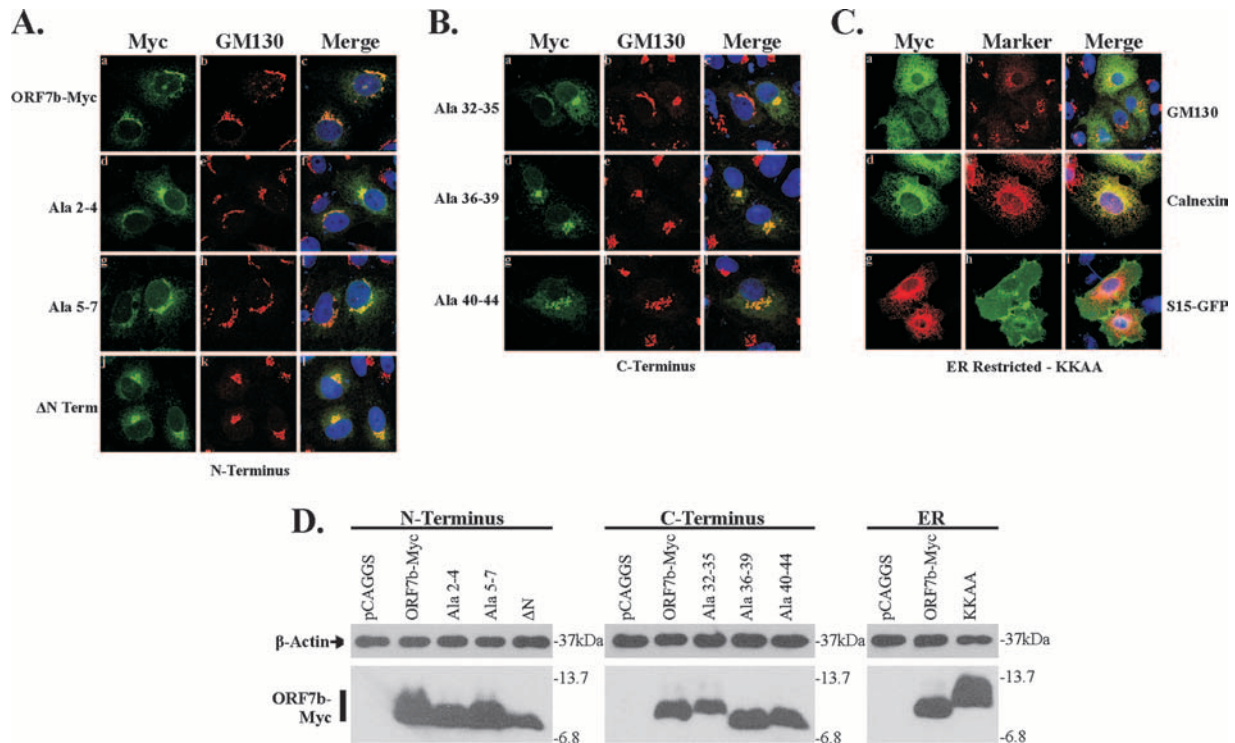 A.
Myc GM130 Merge
a b c
ORF7b-Myc
d e f
Ala 2-4
g h i
Ala 5-7
j k l
ΔN Term
N-Terminus
B.
Myc GM130 Merge
a b c
Ala 32-35
d e f
Ala 36-39
g h i
Ala 40-44
C-Terminus
C.
Myc Marker Merge
a b c
GM130
d e f
Calnexin
g h i
S15-GFP
ER Restricted - KKAA
D.
N-Terminus C-Terminus ER
pCAGGS ORF7b-Myc Ala 2-4 Ala 5-7 ΔN
pCAGGS ORF7b-Myc Ala 32-35 Ala 36-39 Ala 40-44
pCAGGS ORF7b-Myc KKAA
β-Actin -37kDa -37kDa -37kDa
-13.7 -13.7 -13.7
ORF7b-
Myc
-6.8 -6.8 -6.8